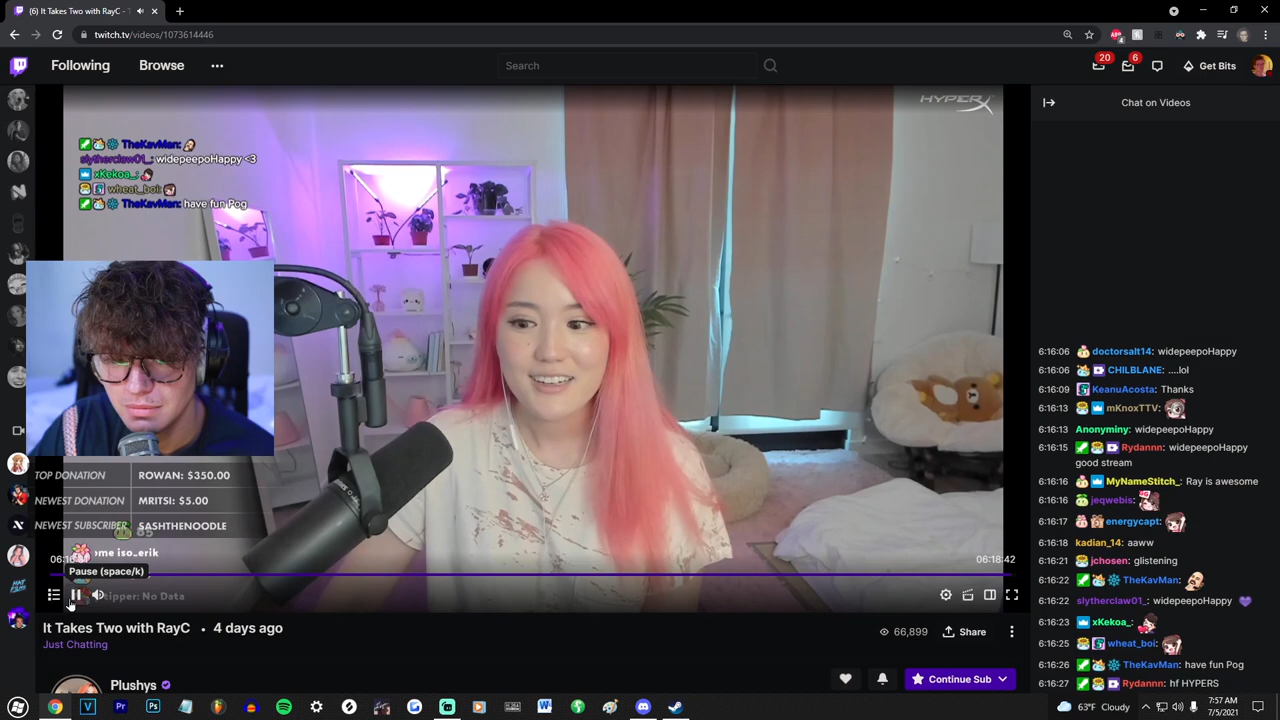 (6) It Takes Two with RayC - T
twitch.tv/videos/1073614446
Following
Browse
Search
20
6
Get Bits
HYPERX
TheKavMan:
slytherclaw01_: widepeepoHappy <3
xKekoa_:
wheat_boi:
TheKavMan: have fun Pog
TOP DONATION ROWAN: $350.00
NEWEST DONATION MRITSI: $5.00
NEWEST SUBSCRIBER SASHTHENOODLE
ome iso_erik
06:18:42
Pause (space/k)
tipper: No Data
It Takes Two with RayC • 4 days ago
Just Chatting
66,899
Share
Plushys
Continue Sub
Chat on Videos
6:16:06 doctorsalt14: widepeepoHappy
6:16:06 CHILBLANE: ....lol
6:16:09 KeanuAcosta: Thanks
6:16:13 mKnoxTTV:
6:16:13 Anonyminy: widepeepoHappy
6:16:15 Rydannn: widepeepoHappy
good stream
6:16:16 MyNameStitch_: Ray is awesome
6:16:16 jeqwebis:
6:16:17 energycapt:
6:16:18 kadian_14: aaww
6:16:21 jchosen: glistening
6:16:22 TheKavMan:
6:16:22 slytherclaw01_: widepeepoHappy
6:16:23 xKekoa_:
6:16:25 wheat_boi:
6:16:26 TheKavMan: have fun Pog
6:16:27 Rydannn: hf HYPERS
63°F Cloudy
7:57 AM
7/5/2021